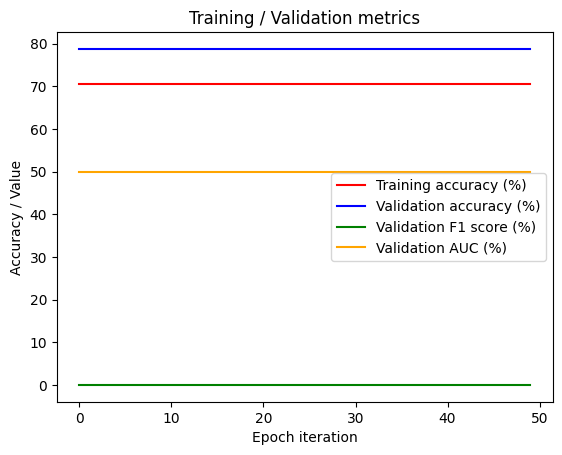 Training / Validation metrics
Accuracy / Value
80
70
60
50
40
30
20
10
0
Training accuracy (%)
Validation accuracy (%)
Validation F1 score (%)
Validation AUC (%)
0 10 20 30 40 50
Epoch iteration